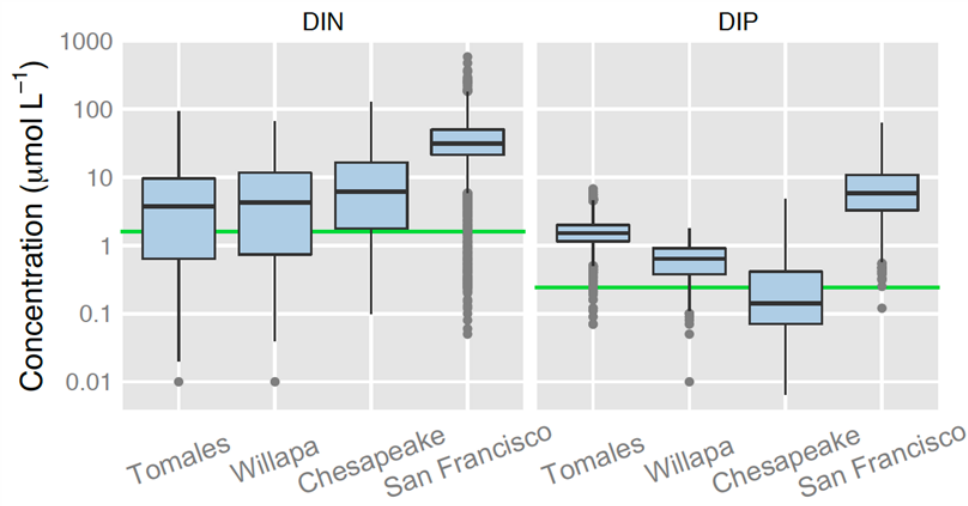 DIN DIP
Concentration (μmol L⁻¹)
1000
100
10
1
0.1
0.01
Tomales Willapa Chesapeake San Francisco Tomales Willapa Chesapeake San Francisco